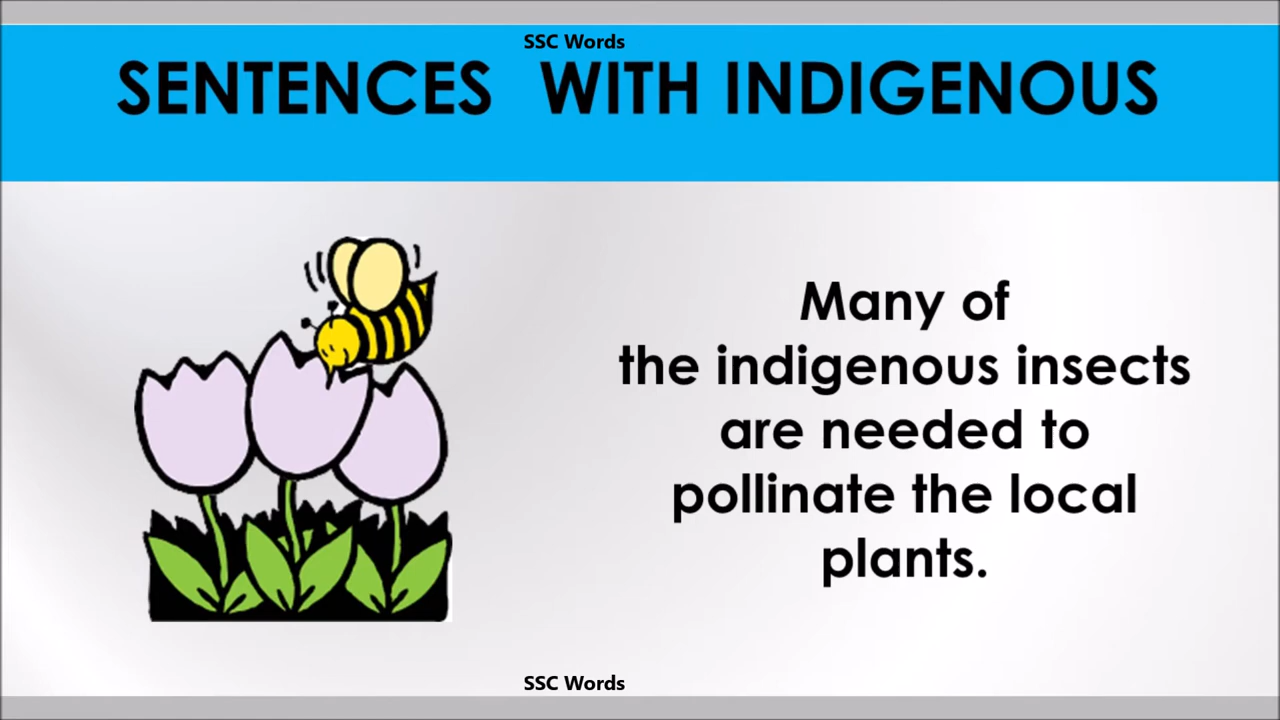 SSC Words
SENTENCES WITH INDIGENOUS
Many of
the indigenous insects
are needed to
pollinate the local
plants.
SSC Words